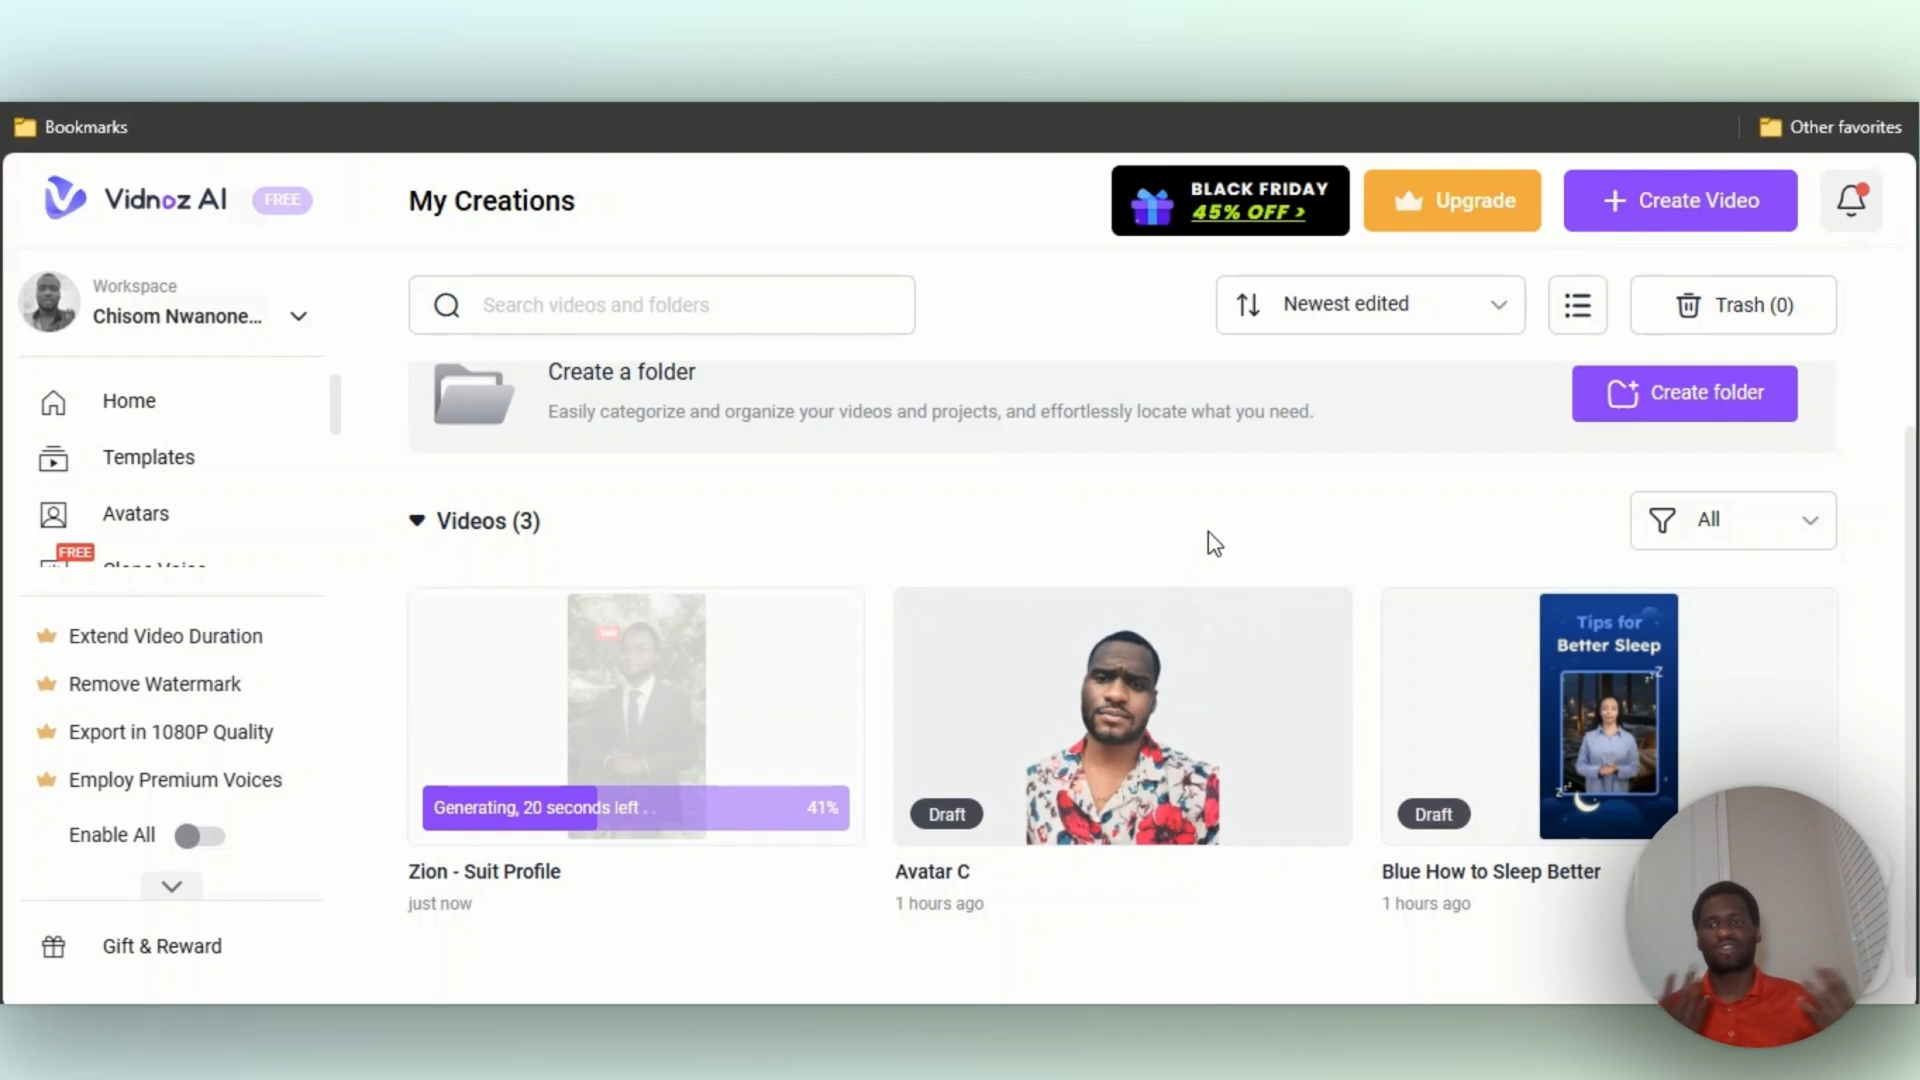 Bookmarks
Other favorites
Vidnoz AI
FREE
My Creations
BLACK FRIDAY
45% OFF >
Upgrade
+ Create Video
Workspace
Chisom Nwanone...
Search videos and folders
Newest edited
Trash (0)
Home
Templates
Avatars
FREE
Create a folder
Easily categorize and organize your videos and projects, and effortlessly locate what you need.
Create folder
Videos (3)
All
Extend Video Duration
Remove Watermark
Export in 1080P Quality
Employ Premium Voices
Enable All
Gift & Reward
Generating, 20 seconds left . .
41%
Zion - Suit Profile
just now
Draft
Avatar C
1 hours ago
Tips for
Better Sleep
z Z
z z Z
Draft
Blue How to Sleep Better
1 hours ago